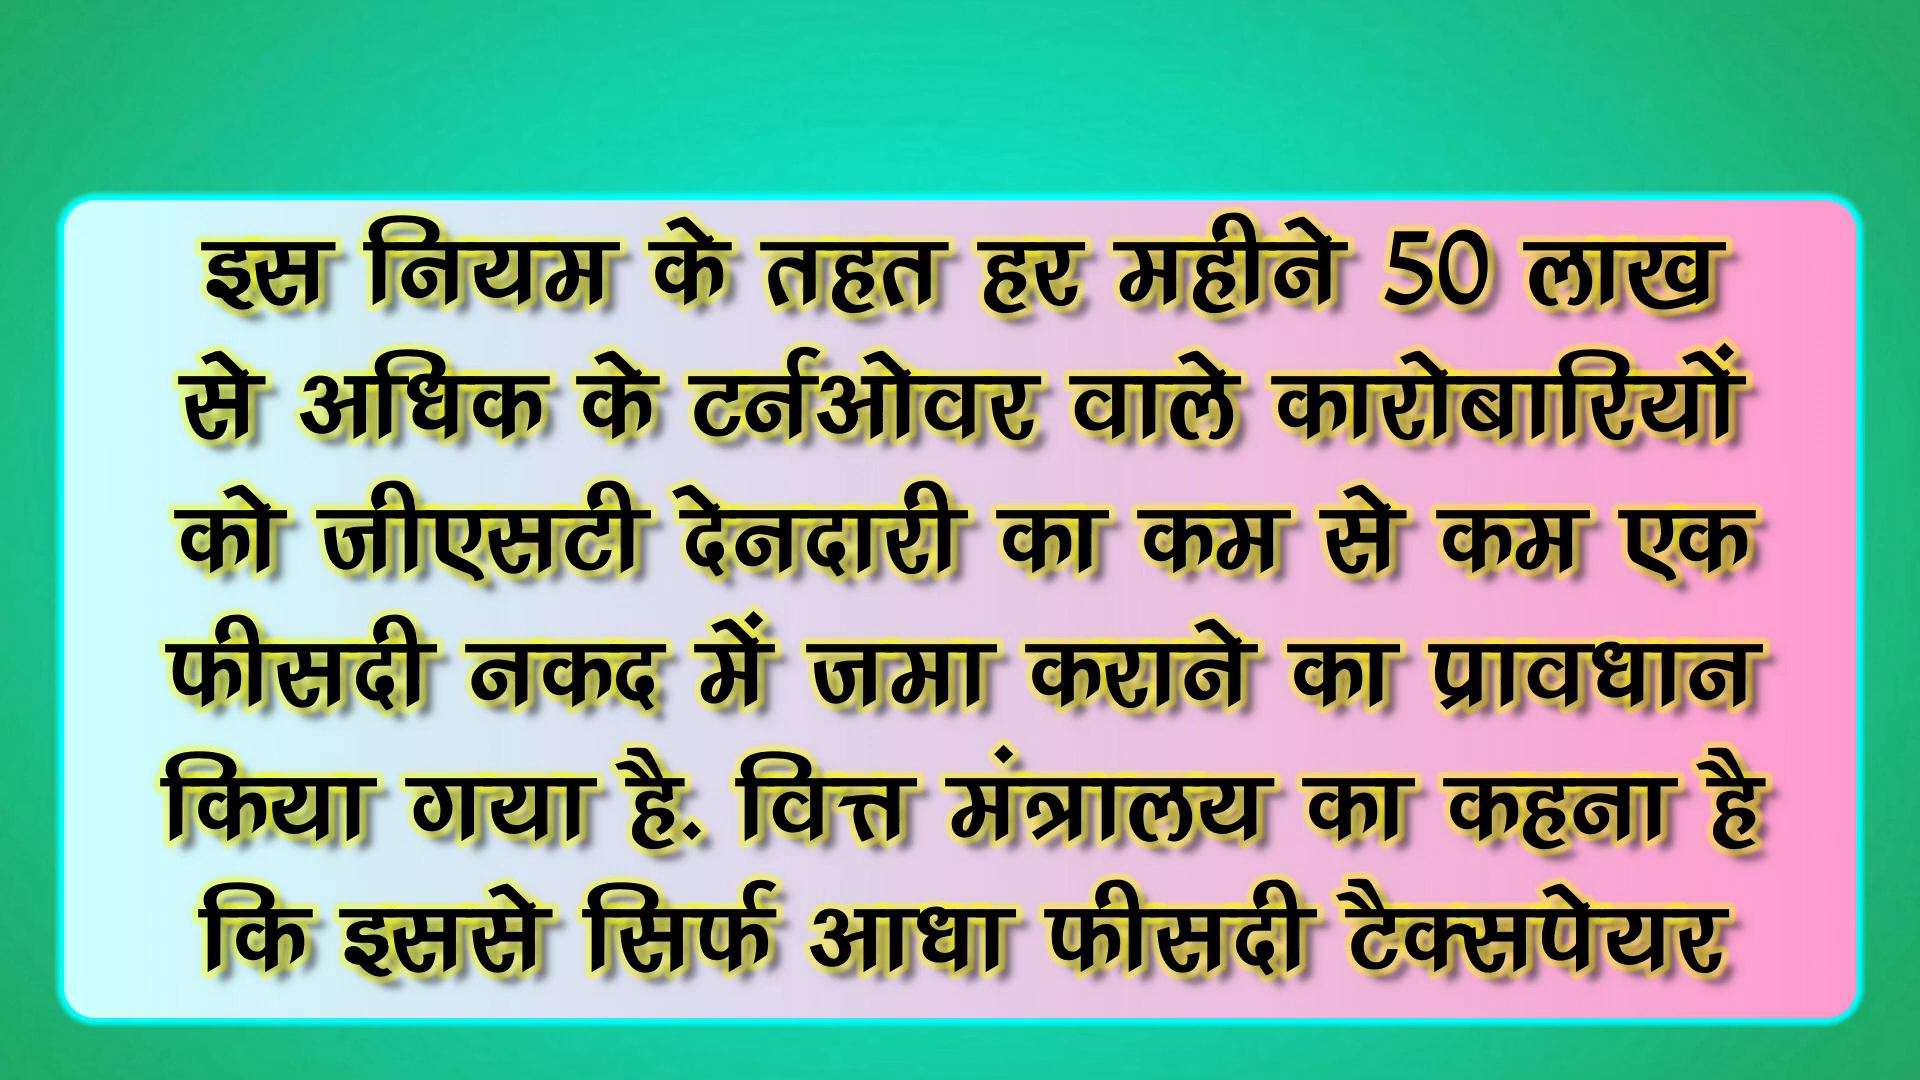 इस नियम के तहत हर महीने 50 लाख
से अधिक के टर्नओवर वाले कारोबारियों
को जीएसटी देनदारी का कम से कम एक
फीसदी नकद में जमा कराने का प्रावधान
किया गया है. वित्त मंत्रालय का कहना है
कि इससे सिर्फ आधा फीसदी टैक्सपेयर